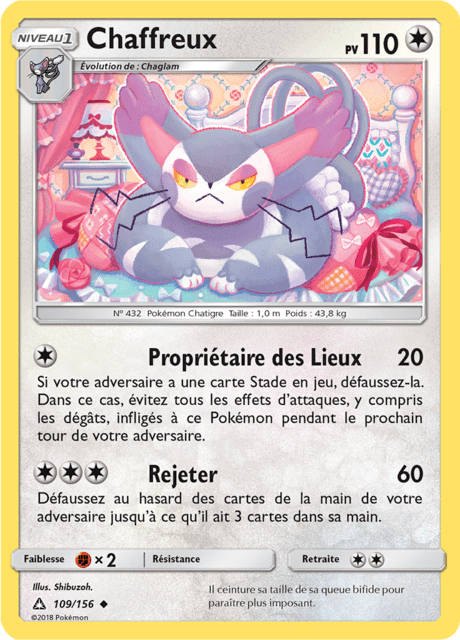 NIVEAU 1
Chaffreux
PV 110
Évolution de : Chaglam
N° 432 Pokémon Chatigre Taille : 1,0 m Poids : 43,8 kg
Propriétaire des Lieux 20
Si votre adversaire a une carte Stade en jeu, défaussez-la.
Dans ce cas, évitez tous les effets d'attaques, y compris
les dégâts, infligés à ce Pokémon pendant le prochain
tour de votre adversaire.
Rejeter 60
Défaussez au hasard des cartes de la main de votre
adversaire jusqu'à ce qu'il ait 3 cartes dans sa main.
Faiblesse ×2 Résistance Retraite
Illus. Shibuzoh.
109/156
©2018 Pokémon
Il ceinture sa taille de sa queue bifide pour
paraître plus imposant.